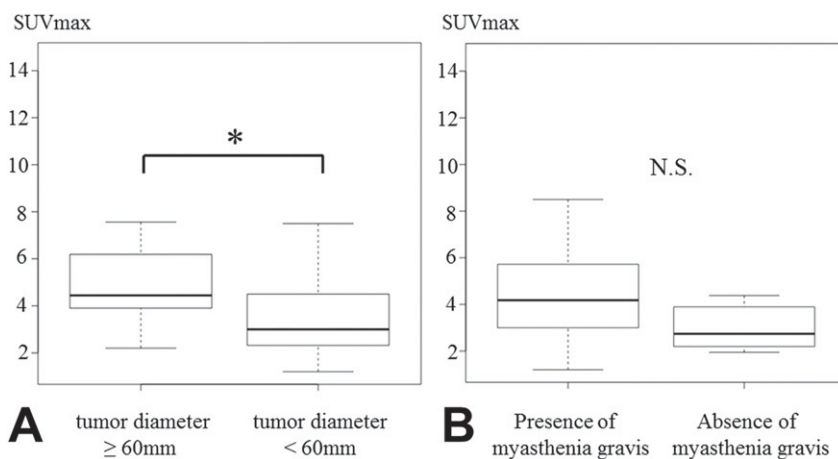 SUVmax
14
12
10
8
6
4
2
*
A
tumor diameter
≥ 60mm
tumor diameter
< 60mm
SUVmax
14
12
10
8
6
4
2
N.S.
B
Presence of
myasthenia gravis
Absence of
myasthenia gravis